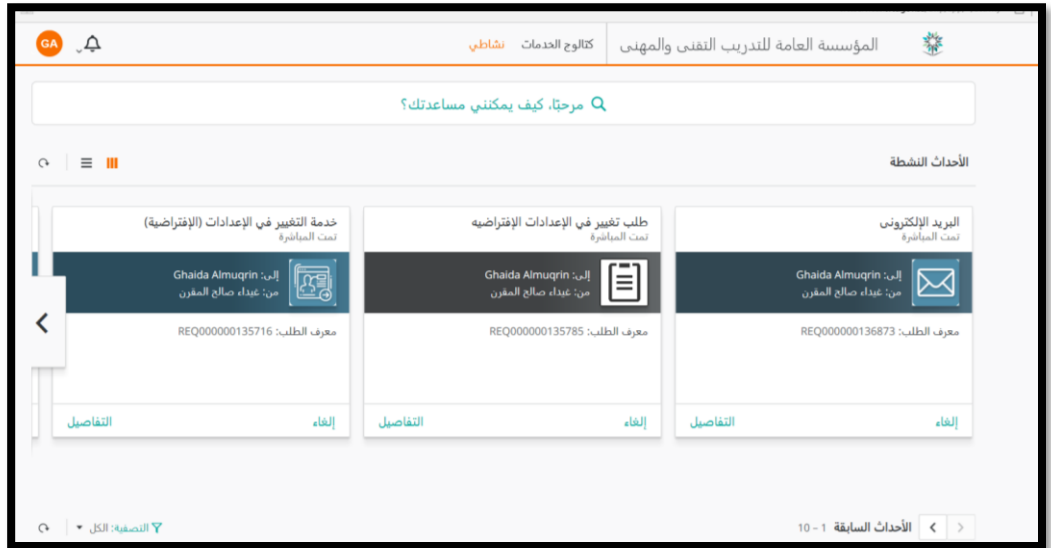 المؤسسة العامة للتدريب التقنى والمهنى
كتالوج الخدمات
نشاطي
GA
مرحبًا، كيف يمكنني مساعدتك؟
الأحداث النشطة
البريد الإلكترونى
تمت المباشرة
إلى: Ghaida Almuqrin
من: غيداء صالح المقرن
معرف الطلب: REQ000000136873
إلغاء
التفاصيل
طلب تغيير في الإعدادات الإفتراضيه
تمت المباشرة
إلى: Ghaida Almuqrin
من: غيداء صالح المقرن
معرف الطلب: REQ000000135785
إلغاء
التفاصيل
خدمة التغيير في الإعدادات (الإفتراضية)
تمت المباشرة
إلى: Ghaida Almuqrin
من: غيداء صالح المقرن
معرف الطلب: REQ000000135716
إلغاء
التفاصيل
الأحداث السابقة 1 - 10
التصفية: الكل